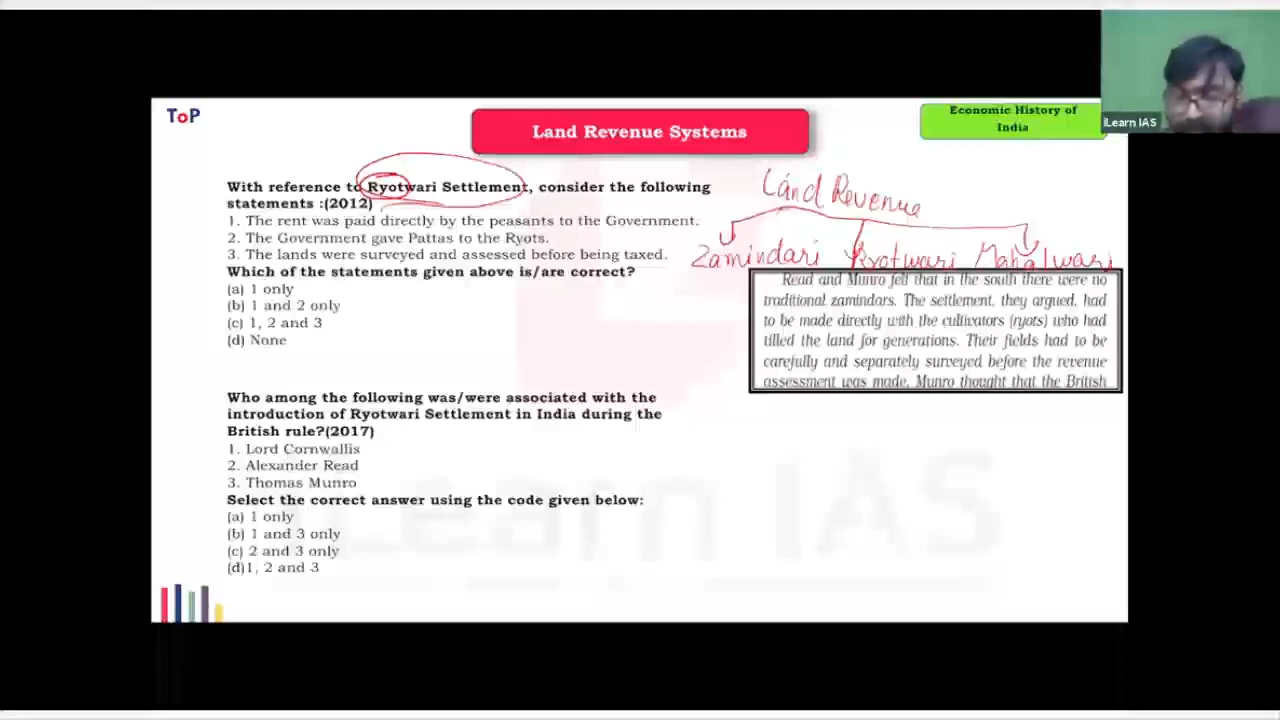 ToP
Land Revenue Systems
Economic History of
India
iLearn IAS
With reference to Ryotwari Settlement, consider the following
statements :(2012)
1. The rent was paid directly by the peasants to the Government.
2. The Government gave Pattas to the Ryots.
3. The lands were surveyed and assessed before being taxed.
Which of the statements given above is/are correct?
(a) 1 only
(b) 1 and 2 only
(c) 1, 2 and 3
(d) None
Land Revenue
Zamindari Ryotwari Mahalwari
Read and Munro felt that in the south there were no
traditional zamindars. The settlement, they argued, had
to be made directly with the cultivators (ryots) who had
tilled the land for generations. Their fields had to be
carefully and separately surveyed before the revenue
assessment was made. Munro thought that the British
Who among the following was/were associated with the
introduction of Ryotwari Settlement in India during the
British rule?(2017)
1. Lord Cornwallis
2. Alexander Read
3. Thomas Munro
Select the correct answer using the code given below:
(a) 1 only
(b) 1 and 3 only
(c) 2 and 3 only
(d)1, 2 and 3
iLearn IAS